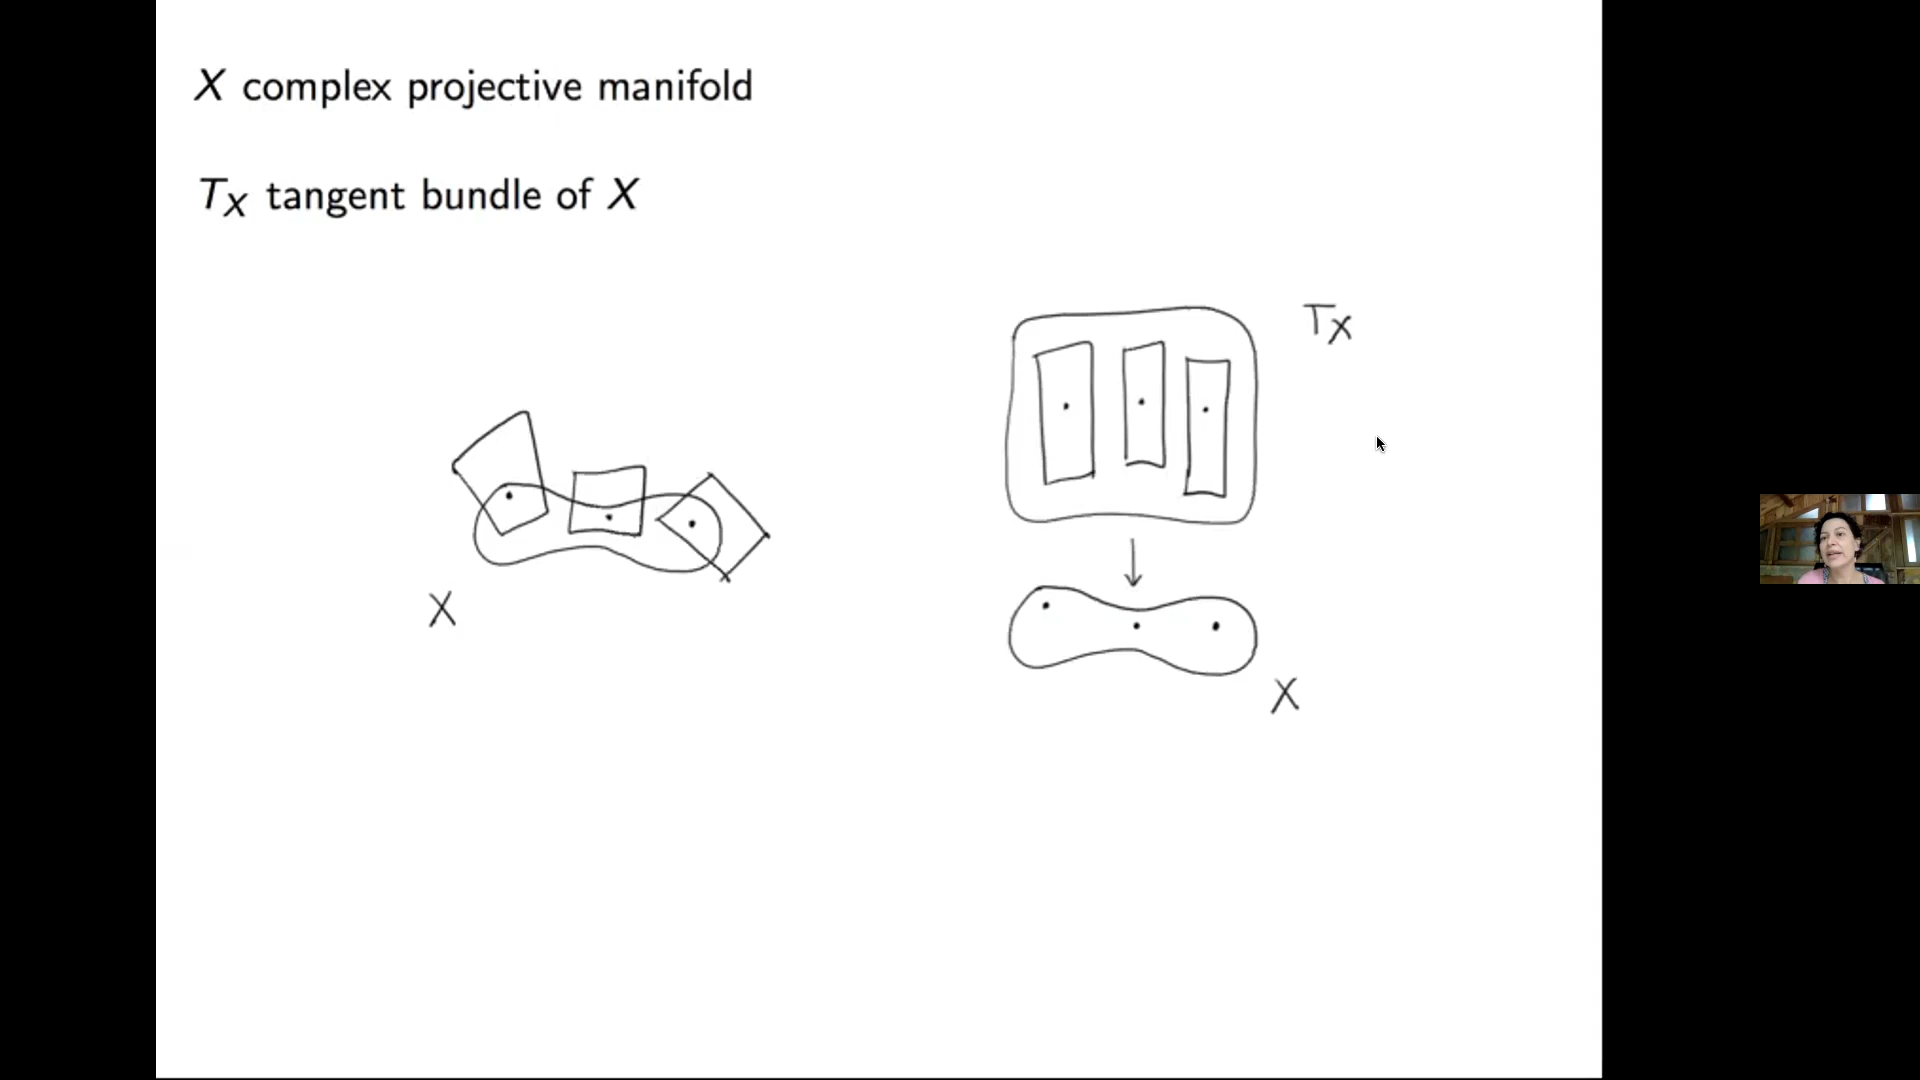 X complex projective manifold
T_X tangent bundle of X
T_X
X
X